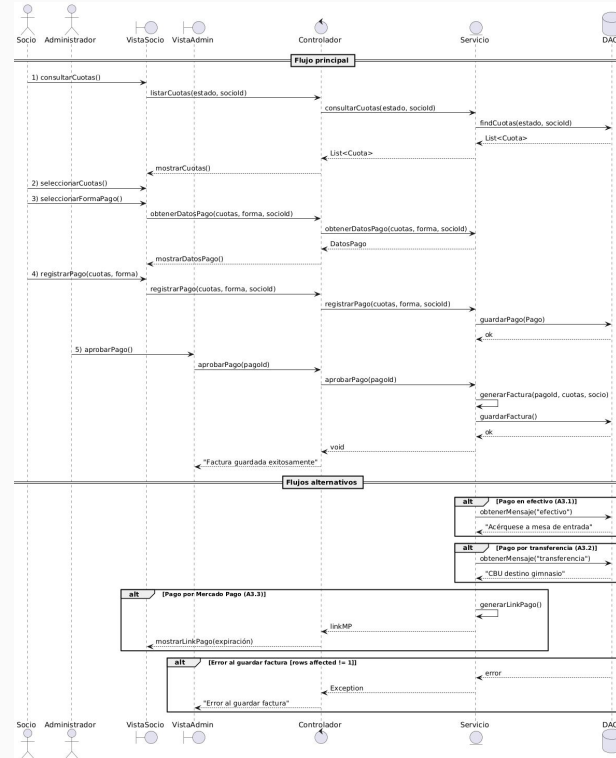 Socio Administrador VistaSocio VistaAdmin Controlador Servicio DAO
Flujo principal
1) consultarCuotas()
listarCuotas(estado, socioId)
consultarCuotas(estado, socioId)
findCuotas(estado, socioId)
List<Cuota>
List<Cuota>
mostrarCuotas()
2) seleccionarCuotas()
3) seleccionarFormaPago()
obtenerDatosPago(cuotas, forma, socioId)
obtenerDatosPago(cuotas, forma, socioId)
DatosPago
mostrarDatosPago()
4) registrarPago(cuotas, forma)
registrarPago(cuotas, forma, socioId)
registrarPago(cuotas, forma, socioId)
guardarPago(Pago)
ok
5) aprobarPago()
aprobarPago(pagoId)
aprobarPago(pagoId)
generarFactura(pagoId, cuotas, socio)
guardarFactura()
ok
void
"Factura guardada exitosamente"
Flujos alternativos
alt [Pago en efectivo (A3.1)]
obtenerMensaje("efectivo")
"Acérquese a mesa de entrada"
alt [Pago por transferencia (A3.2)]
obtenerMensaje("transferencia")
"CBU destino gimnasio"
alt [Pago por Mercado Pago (A3.3)]
generarLinkPago()
linkMP
mostrarLinkPago(expiración)
alt [Error al guardar factura [rows affected != 1]]
error
Exception
"Error al guardar factura"
Socio Administrador VistaSocio VistaAdmin Controlador Servicio DAO